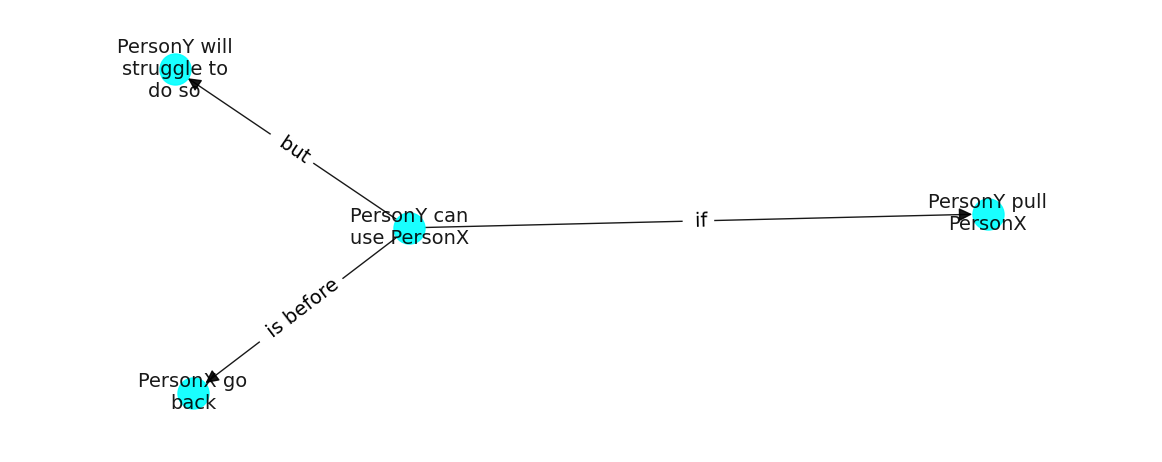 PersonY will
struggle to
do so
but
PersonY can
use PersonX
if
PersonY pull
PersonX
is before
PersonX go
back